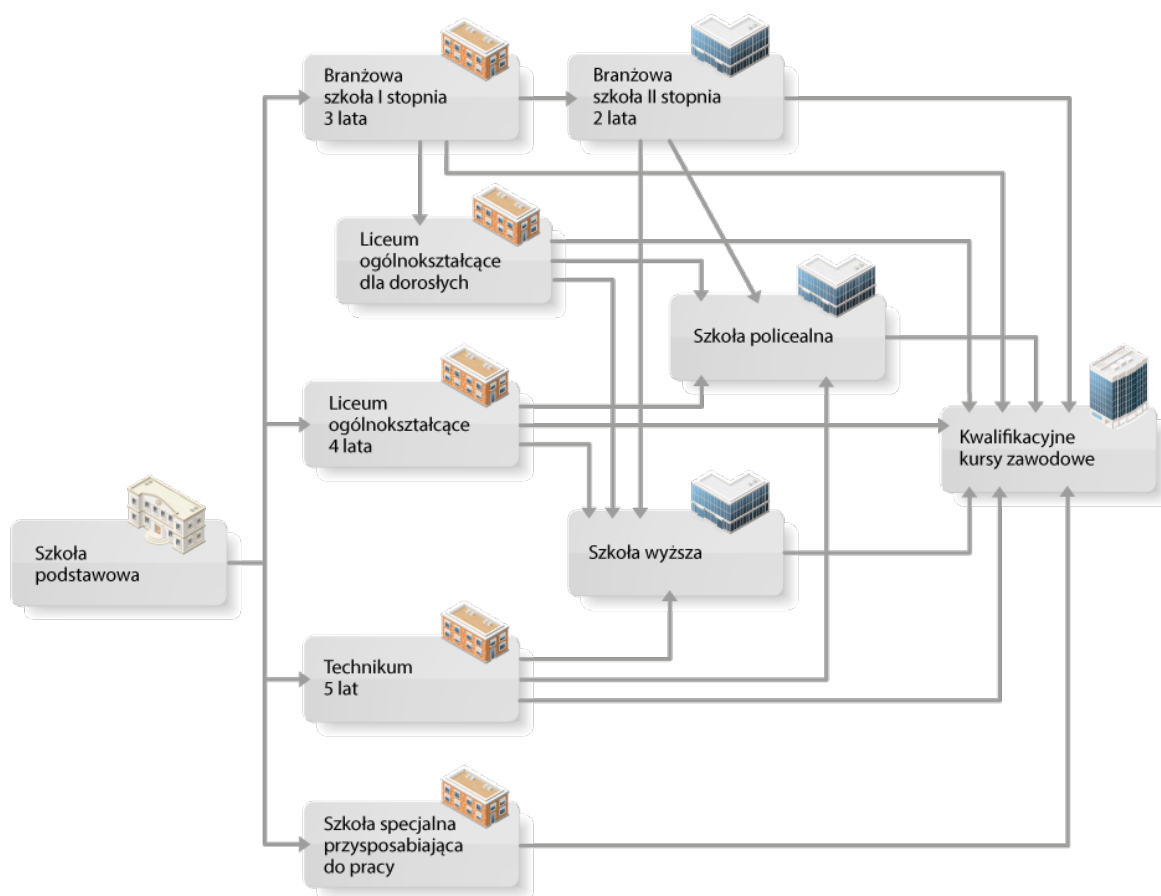 Branżowa
szkoła I stopnia
3 lata
Branżowa
szkoła II stopnia
2 lata
Liceum
ogólnokształcące
dla dorosłych
Szkoła policealna
Liceum
ogólnokształcące
4 lata
Kwalifikacyjne
kursy zawodowe
Szkoła
podstawowa
Szkoła wyższa
Technikum
5 lat
Szkoła specjalna
przysposabiająca
do pracy